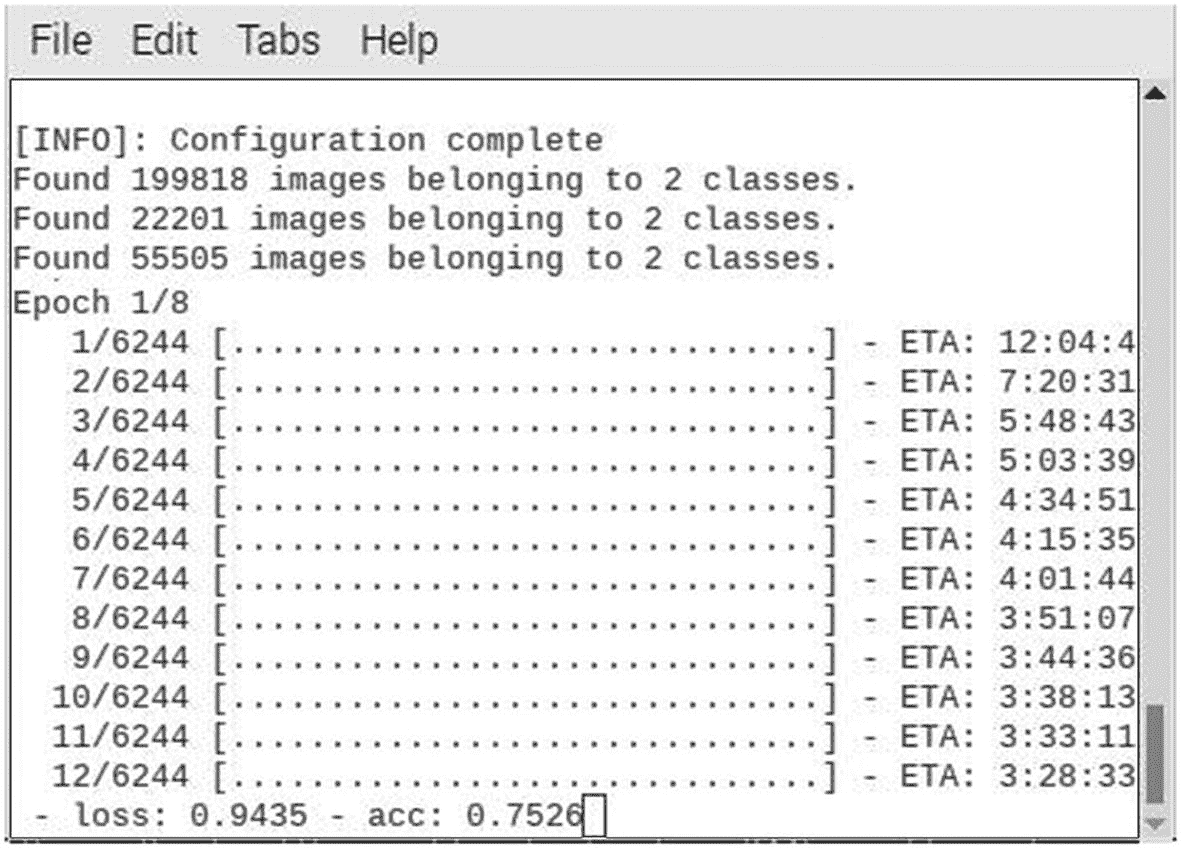 File Edit Tabs Help
[INFO]: Configuration complete
Found 199818 images belonging to 2 classes.
Found 22201 images belonging to 2 classes.
Found 55505 images belonging to 2 classes.
Epoch 1/8
1/6244 [..............................] - ETA: 12:04:4
2/6244 [..............................] - ETA: 7:20:31
3/6244 [..............................] - ETA: 5:48:43
4/6244 [..............................] - ETA: 5:03:39
5/6244 [..............................] - ETA: 4:34:51
6/6244 [..............................] - ETA: 4:15:35
7/6244 [..............................] - ETA: 4:01:44
8/6244 [..............................] - ETA: 3:51:07
9/6244 [..............................] - ETA: 3:44:36
10/6244 [..............................] - ETA: 3:38:13
11/6244 [..............................] - ETA: 3:33:11
12/6244 [..............................] - ETA: 3:28:33
- loss: 0.9435 - acc: 0.7526